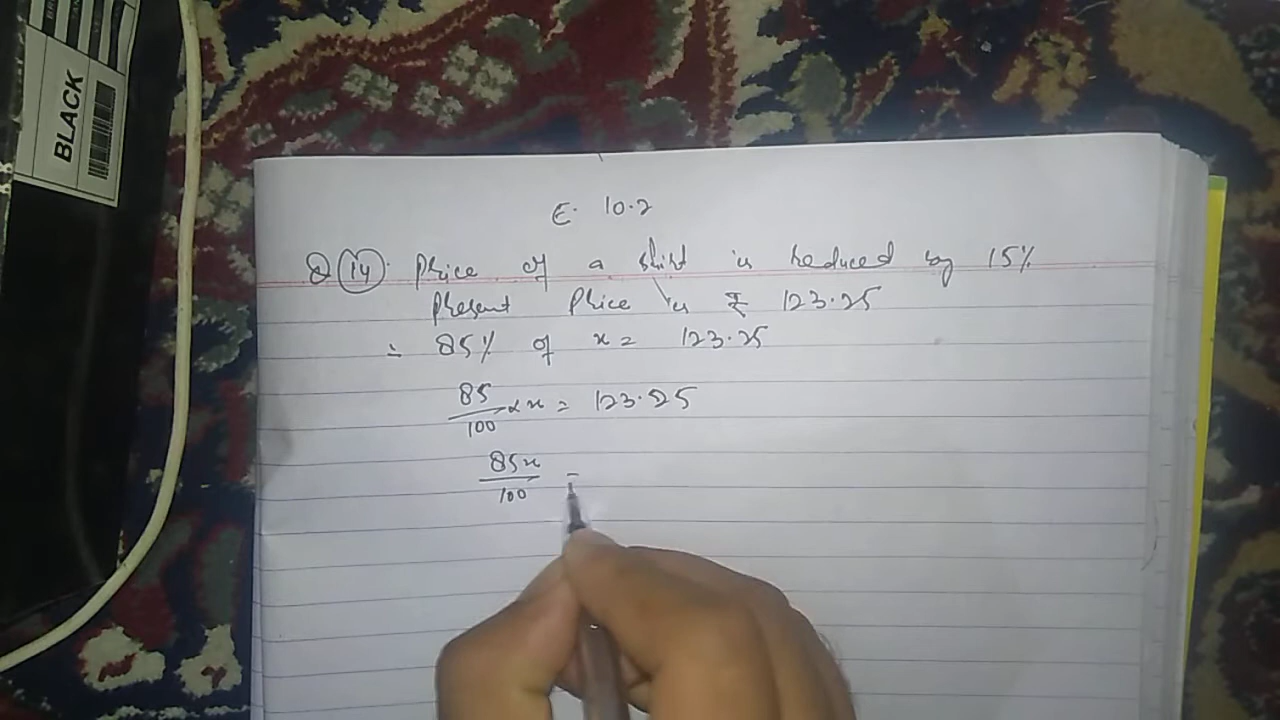 BLACK
E. 10.2
Q 14. Price of a shirt is reduced by 15%
Present Price is ₹ 123.25
∴ 85% of x = 123.25
85/100 × x = 123.25
85x/100 =